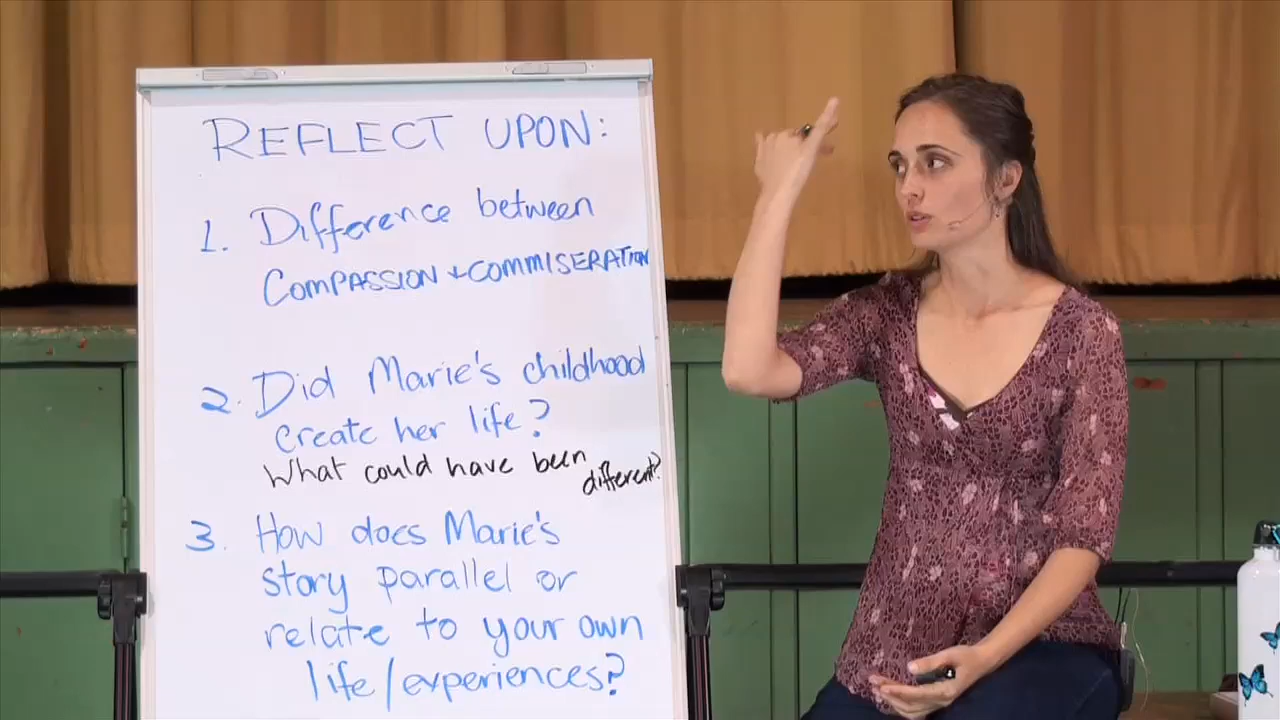 REFLECT UPON:
1. Difference between
COMPASSION + COMMISERATION
2. Did Marie's childhood
create her life?
What could have been
different?
3. How does Marie's
story parallel or
relate to your own
life/experiences?